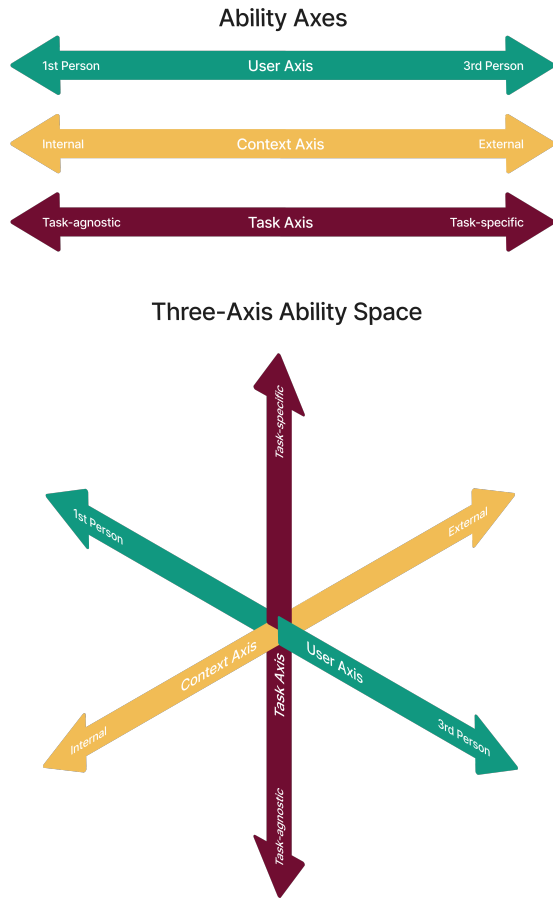 Ability Axes
1st Person User Axis 3rd Person
Internal Context Axis External
Task-agnostic Task Axis Task-specific
Three-Axis Ability Space
Task-specific
1st Person
External
Context Axis
User Axis
Task Axis
Internal
3rd Person
Task-agnostic